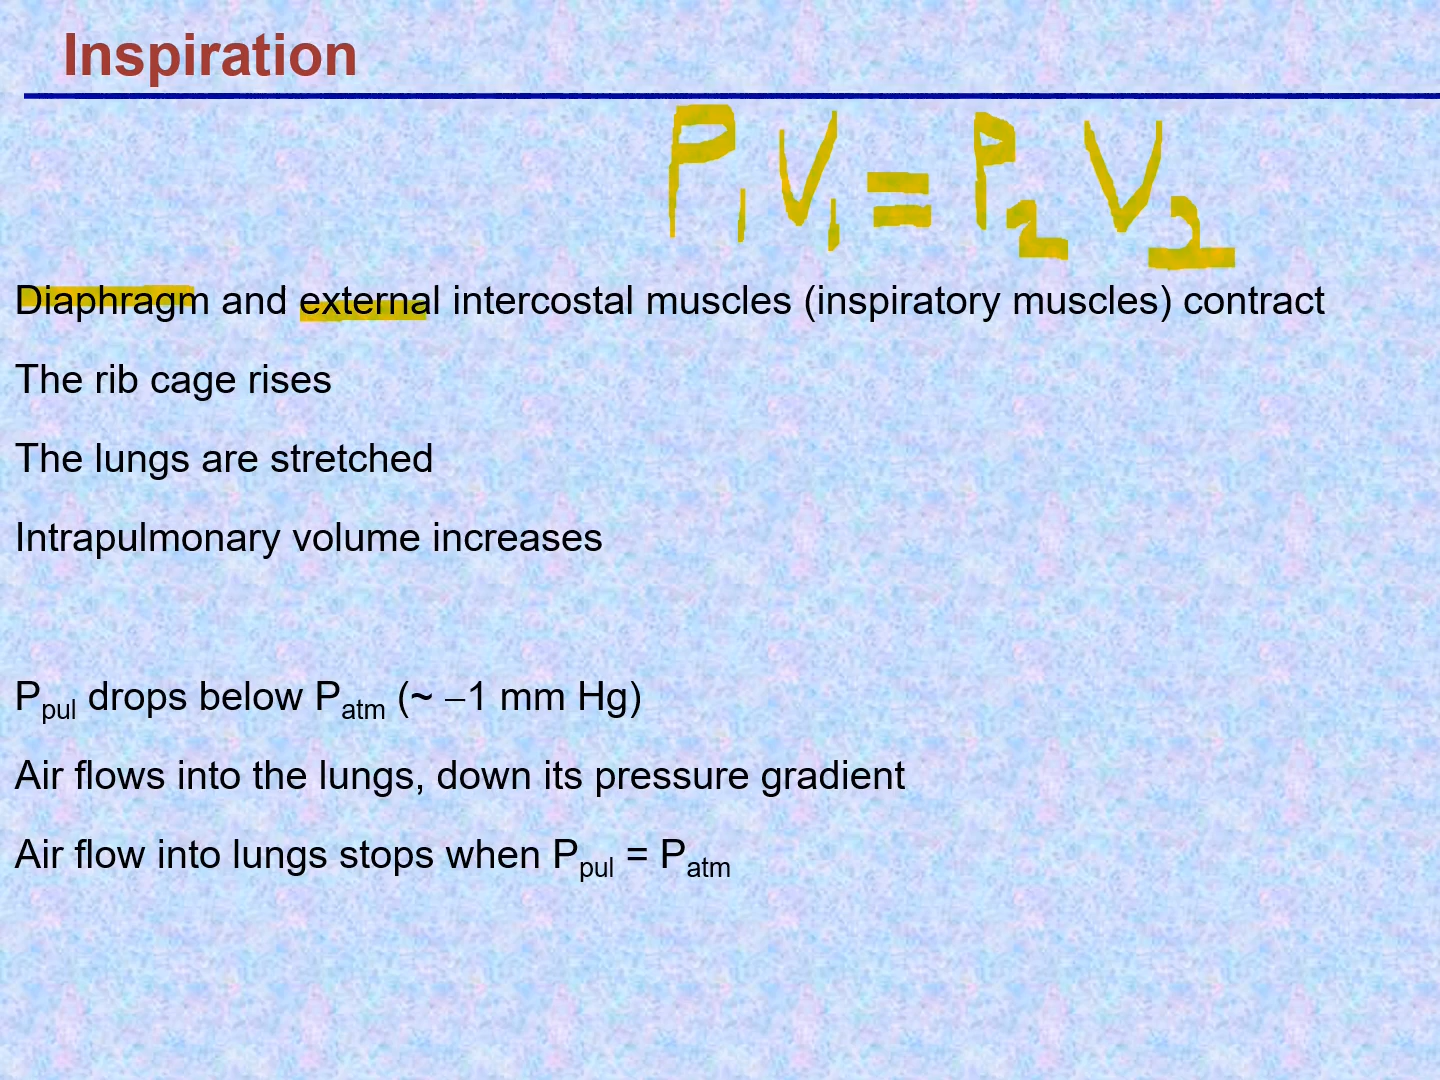 Inspiration
P₁V₁=P₂V₂
Diaphragm and external intercostal muscles (inspiratory muscles) contract
The rib cage rises
The lungs are stretched
Intrapulmonary volume increases
Ppul drops below Patm (~ –1 mm Hg)
Air flows into the lungs, down its pressure gradient
Air flow into lungs stops when Ppul = Patm